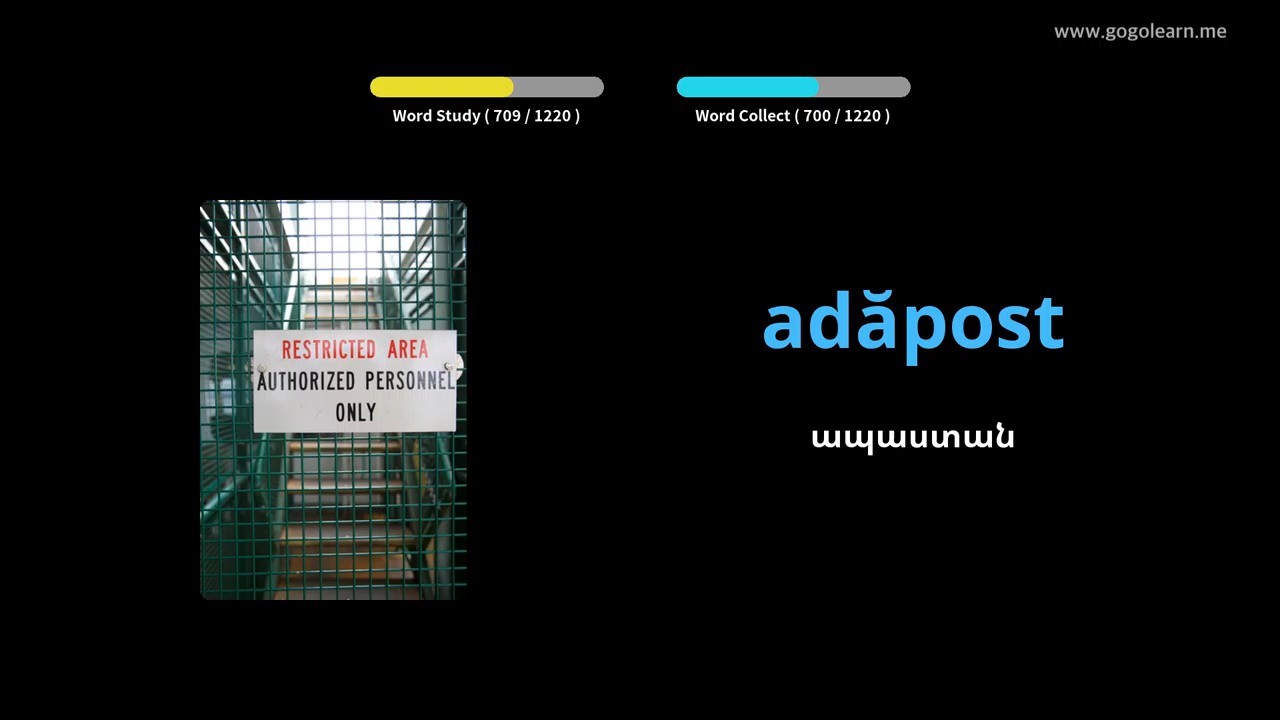 www.gogolearn.me
Word Study ( 709 / 1220 )
Word Collect ( 700 / 1220 )
RESTRICTED AREA
AUTHORIZED PERSONNEL
ONLY
adăpost
ապաստան